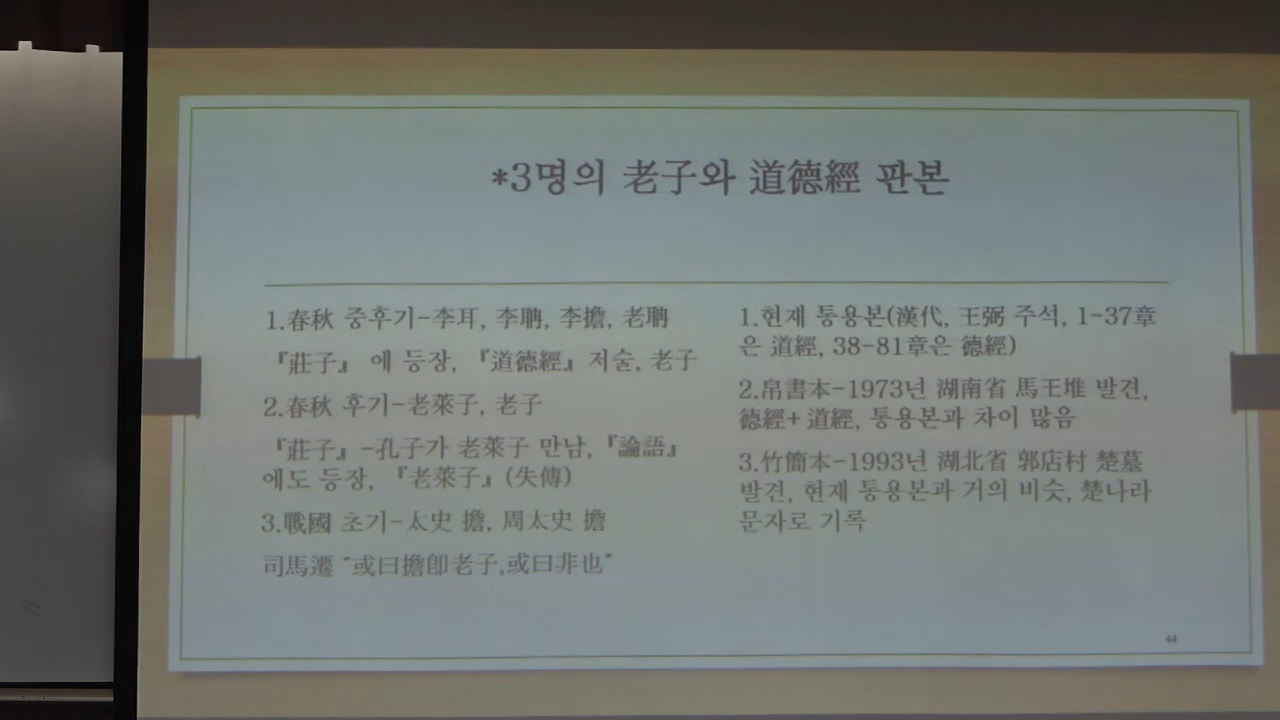 *3명의 老子와 道德經 판본
1.春秋 중후기-李耳, 李聃, 李擔, 老聃
『莊子』 에 등장, 『道德經』 저술, 老子
2.春秋 후기-老萊子, 老子
『莊子』-孔子가 老萊子 만남, 『論語』
에도 등장, 『老萊子』(失傳)
3.戰國 초기-太史 擔, 周太史 擔
司馬遷 "或曰擔卽老子,或曰非也"
1.현재 통용본(漢代, 王弼 주석, 1-37章
은 道經, 38-81章은 德經)
2.帛書本-1973년 湖南省 馬王堆 발견,
德經+ 道經, 통용본과 차이 많음
3.竹簡本-1993년 湖北省 郭店村 楚墓
발견, 현재 통용본과 거의 비슷, 楚나라
문자로 기록
44